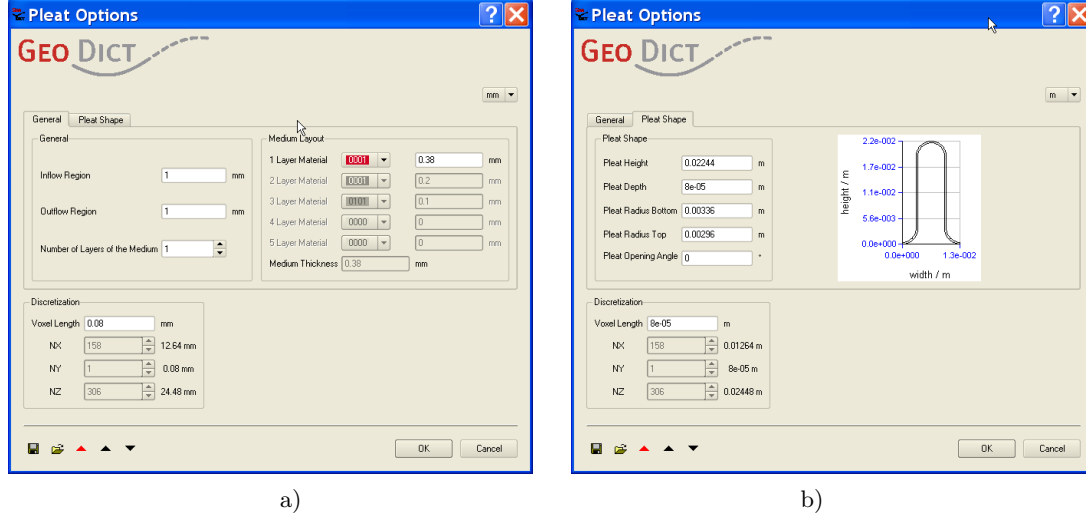 Pleat Options
GEO DICT
mm
General Pleat Shape
General
Inflow Region 1 mm
Outflow Region 1 mm
Number of Layers of the Medium 1
Medium Layout
1 Layer Material 0001 0.38 mm
2 Layer Material 0001 0.2 mm
3 Layer Material 0101 0.1 mm
4 Layer Material 0000 0 mm
5 Layer Material 0000 0 mm
Medium Thickness 0.38 mm
Discretization
Voxel Length 0.08 mm
NX 158 12.64 mm
NY 1 0.08 mm
NZ 306 24.48 mm
OK Cancel
a)
Pleat Options
GEO DICT
m
General Pleat Shape
Pleat Shape
Pleat Height 0.02244 m
Pleat Depth 8e-05 m
Pleat Radius Bottom 0.00336 m
Pleat Radius Top 0.00296 m
Pleat Opening Angle 0 °
height / m
2.2e-002
1.7e-002
1.1e-002
5.6e-003
0.0e+000
0.0e+000 1.3e-002
width / m
Discretization
Voxel Length 8e-05 m
NX 158 0.01264 m
NY 1 8e-05 m
NZ 306 0.02448 m
OK Cancel
b)